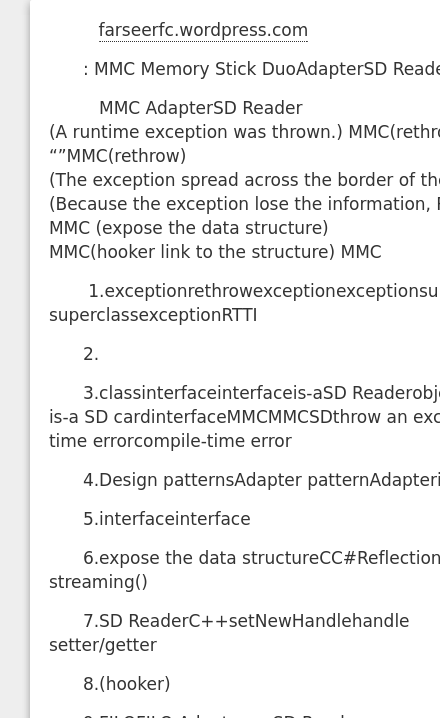 farseerfc.wordpress.com
: MMC Memory Stick DuoAdapterSD Reade
MMC AdapterSD Reader
(A runtime exception was thrown.) MMC(rethro
“”MMC(rethrow)
(The exception spread across the border of the
(Because the exception lose the information,
MMC (expose the data structure)
MMC(hooker link to the structure) MMC
1.exceptionrethrowexceptionexceptionsu
superclassexceptionRTTI
2.
3.classinterfaceinterfaceis-aSD Readerobje
is-a SD cardinterfaceMMCMMCSDthrow an exc
time errorcompile-time error
4.Design patternsAdapter patternAdapteri
5.interfaceinterface
6.expose the data structureCC#Reflection
streaming()
7.SD ReaderC++setNewHandlehandle
setter/getter
8.(hooker)